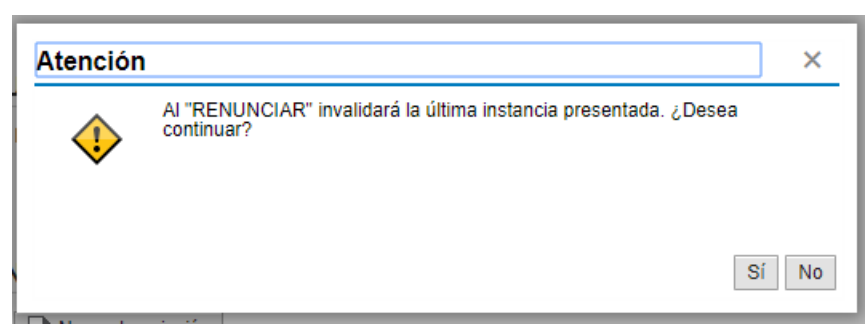 Atención
Al "RENUNCIAR" invalidará la última instancia presentada. ¿Desea
continuar?
Sí No